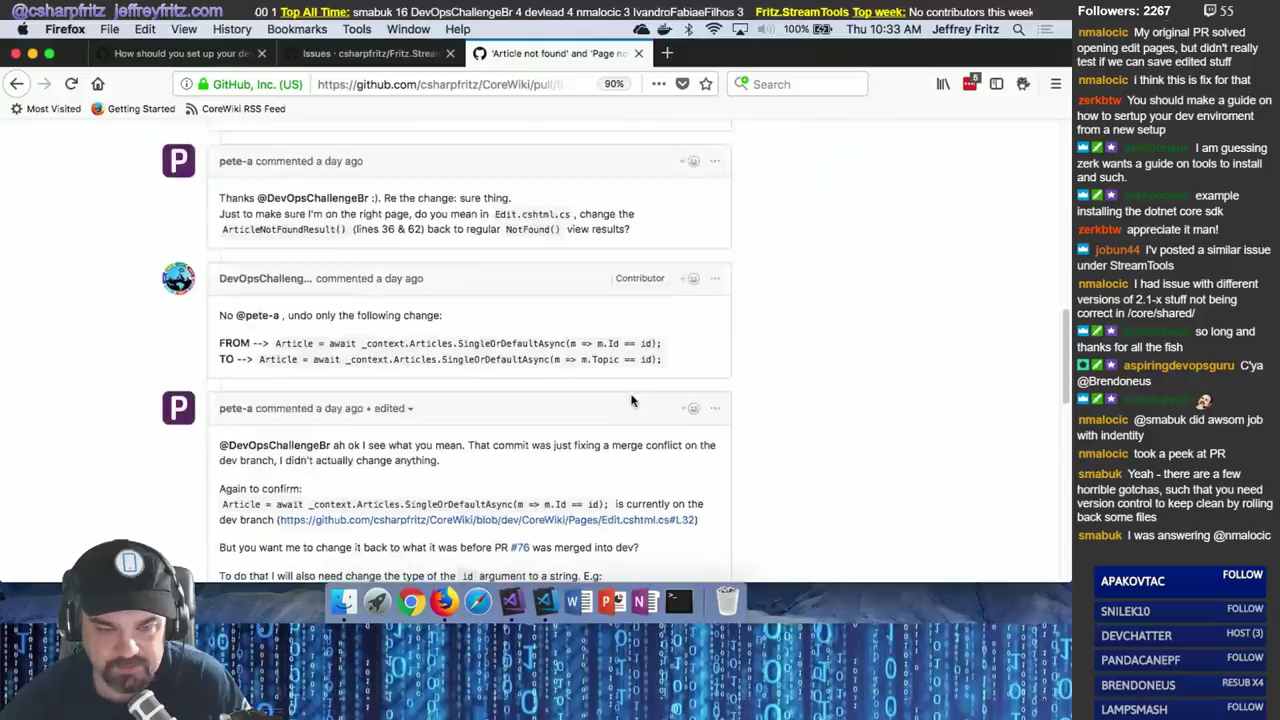 @csharpfritz jeffreyfritz.com
00 1 Top All Time: smabuk 16 DevOpsChallengeBr 4 dastedd 4 nmalocic 3 IvandroFabiaeFilhos 3 Fritz.StreamTools Top week: No contributors this week
Followers: 2267
55
Firefox File Edit View History Bookmarks Tools Window Help
100% Thu 10:33 AM Jeffrey Fritz
How should you set up your de
Issues · csharpfritz/Fritz.Stream
'Article not found' and 'Page no
GitHub, Inc. (US)
https://github.com/csharpfritz/CoreWiki/pull/
90%
Search
5
Most Visited Getting Started CoreWiki RSS Feed
P
pete-a commented a day ago
Thanks @DevOpsChallengeBr :). Re the change: sure thing.
Just to make sure I'm on the right page, do you mean in Edit.cshtml.cs , change the
ArticleNotFoundResult() (lines 36 & 62) back to regular NotFound() view results?
DevOpsChalleng... commented a day ago
Contributor
No @pete-a , undo only the following change:
FROM --> Article = await _context.Articles.SingleOrDefaultAsync(m => m.Id == id);
TO --> Article = await _context.Articles.SingleOrDefaultAsync(m => m.Topic == id);
P
pete-a commented a day ago • edited
@DevOpsChallengeBr ah ok I see what you mean. That commit was just fixing a merge conflict on the
dev branch, I didn't actually change anything.
Again to confirm:
Article = await _context.Articles.SingleOrDefaultAsync(m => m.Id == id); is currently on the
dev branch (https://github.com/csharpfritz/CoreWiki/blob/dev/CoreWiki/Pages/Edit.cshtml.cs#L32)
But you want me to change it back to what it was before PR #76 was merged into dev?
To do that I will also need change the type of the id argument to a string. E.g:
nmalocic My original PR solved
opening edit pages, but didn't really
test if we can save edited stuff
nmalocic i think this is fix for that
zerkbtw You should make a guide on
how to sertup your dev enviroment
from a new setup
brendoneus I am guessing
zerk wants a guide on tools to install
and such.
brendoneus example
installing the dotnet core sdk
zerkbtw appreciate it man!
jobun44 I'v posted a similar issue
under StreamTools
nmalocic I had issue with different
versions of 2.1-x stuff not being
correct in /core/shared/
so long and
thanks for all the fish
aspiringdevopsguru C'ya
@Brendoneus
nmalocic @smabuk did awsom job
with indentity
nmalocic took a peek at PR
smabuk Yeah - there are a few
horrible gotchas, such that you need
version control to keep clean by rolling
back some files
smabuk I was answering @nmalocic
APAKOVTAC FOLLOW
SNILEK10 FOLLOW
DEVCHATTER HOST (3)
PANDACANEPF FOLLOW
BRENDONEUS RESUB X4
LAMPSMASH FOLLOW